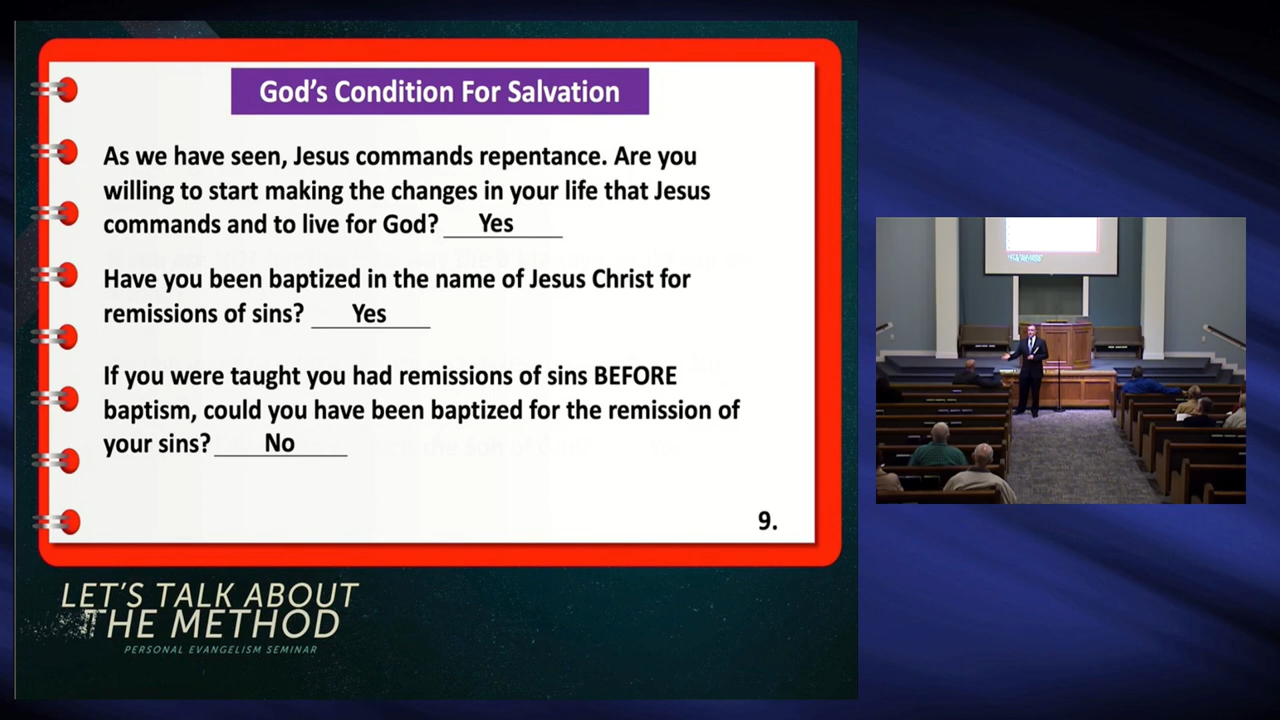 God's Condition For Salvation
As we have seen, Jesus commands repentance. Are you
willing to start making the changes in your life that Jesus
commands and to live for God? Yes
Have you been baptized in the name of Jesus Christ for
remissions of sins? Yes
If you were taught you had remissions of sins BEFORE
baptism, could you have been baptized for the remission of
your sins? No
9.
LET'S TALK ABOUT
THE METHOD
PERSONAL EVANGELISM SEMINAR